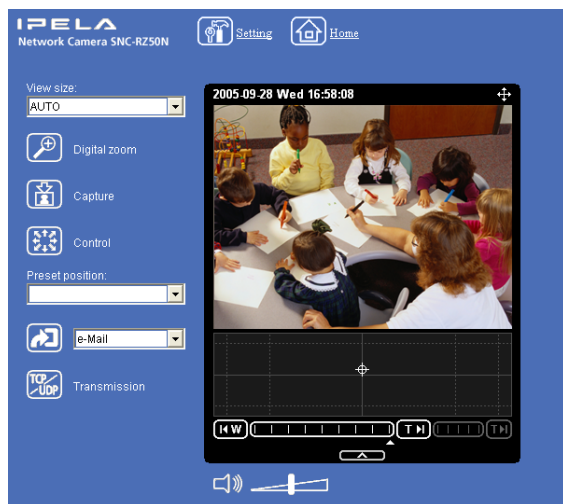 IPELA
Network Camera SNC-RZ50N
Setting
Home
View size:
AUTO
2005-09-28 Wed 16:58:08
Digital zoom
Capture
Control
Preset position:
e-Mail
TCP/UDP
Transmission
W
T
T